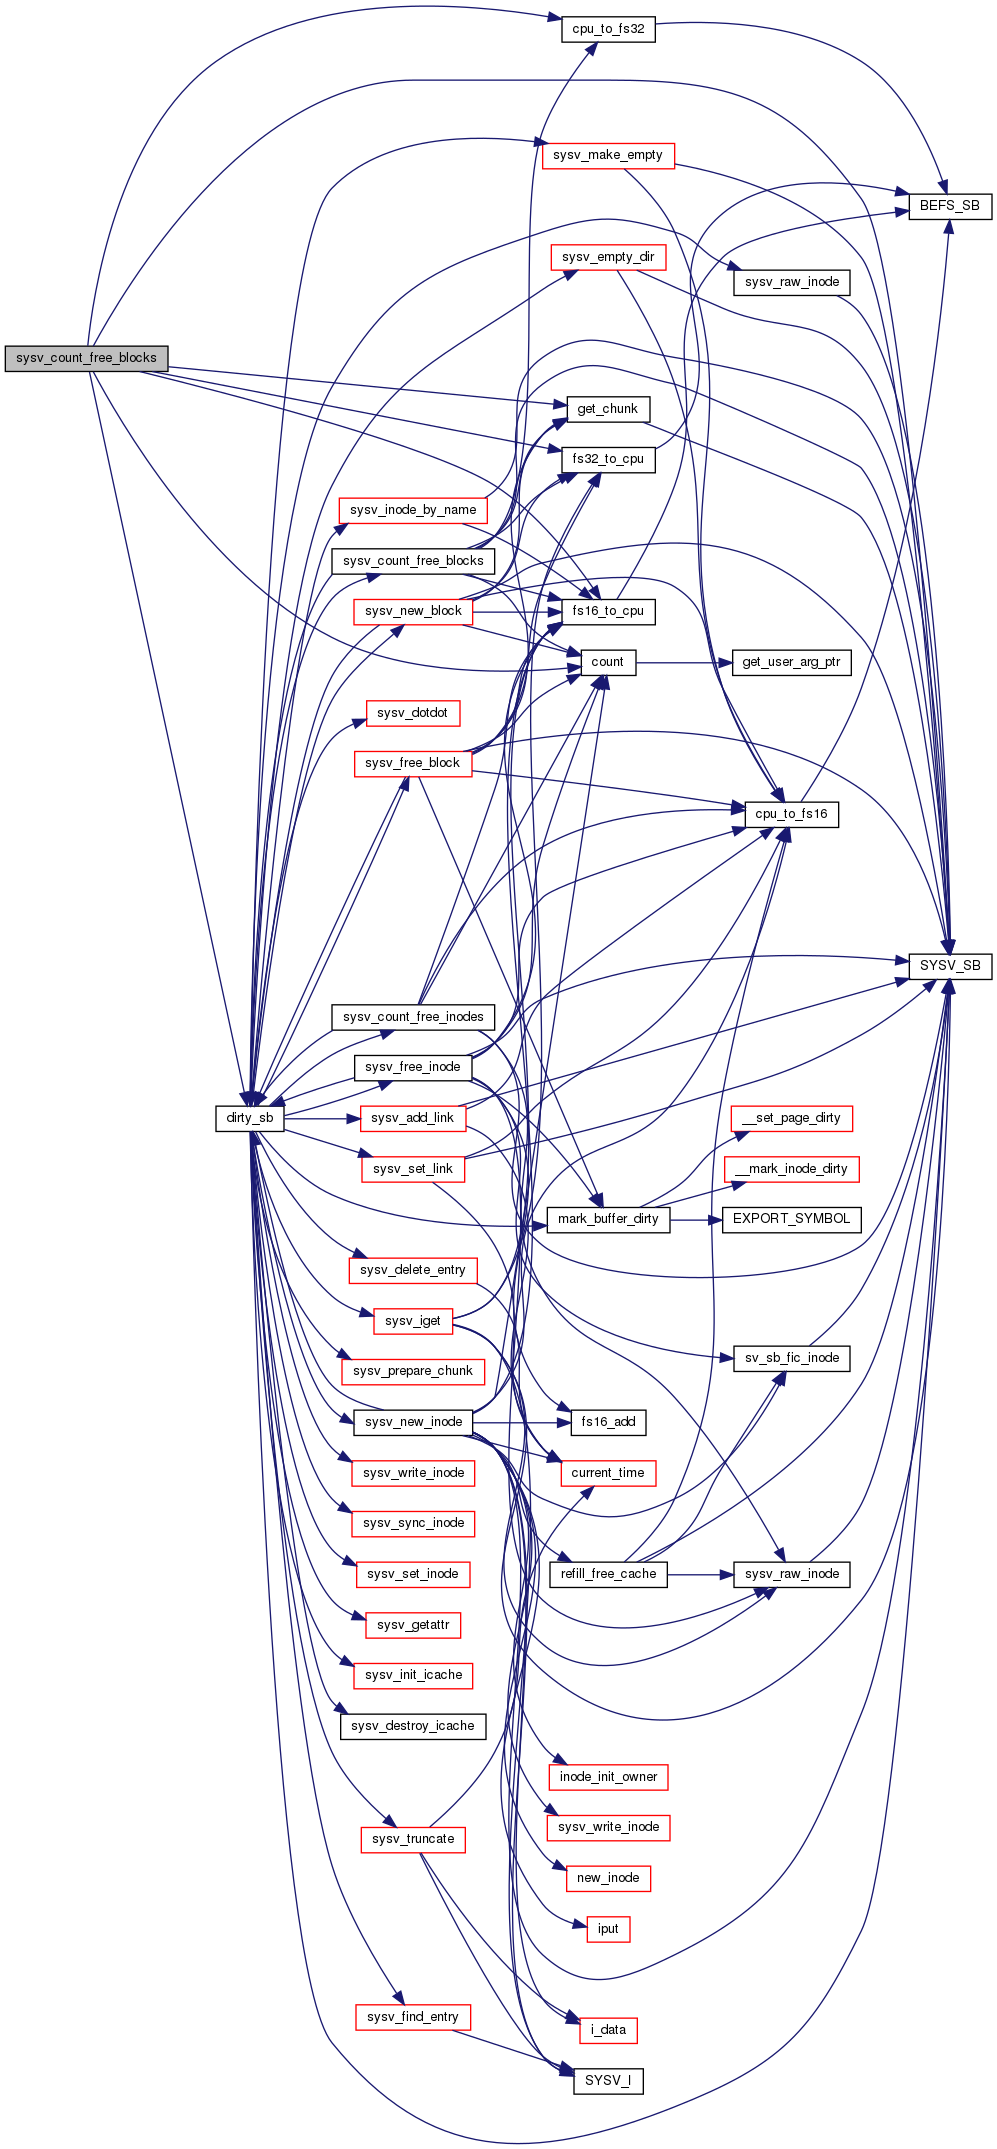 cpu_to_fs32
sysv_make_empty
BEFS_SB
sysv_empty_dir
sysv_raw_inode
sysv_count_free_blocks
get_chunk
fs32_to_cpu
sysv_inode_by_name
sysv_count_free_blocks
sysv_new_block
fs16_to_cpu
count
get_user_arg_ptr
sysv_dotdot
sysv_free_block
cpu_to_fs16
SYSV_SB
sysv_count_free_inodes
sysv_free_inode
dirty_sb
sysv_add_link
__set_page_dirty
sysv_set_link
__mark_inode_dirty
mark_buffer_dirty
EXPORT_SYMBOL
sysv_delete_entry
sysv_iget
sysv_prepare_chunk
sv_sb_fic_inode
sysv_new_inode
fs16_add
sysv_write_inode
current_time
sysv_sync_inode
sysv_set_inode
refill_free_cache
sysv_raw_inode
sysv_getattr
sysv_init_icache
sysv_destroy_icache
inode_init_owner
sysv_write_inode
sysv_truncate
new_inode
iput
sysv_find_entry
i_data
SYSV_I